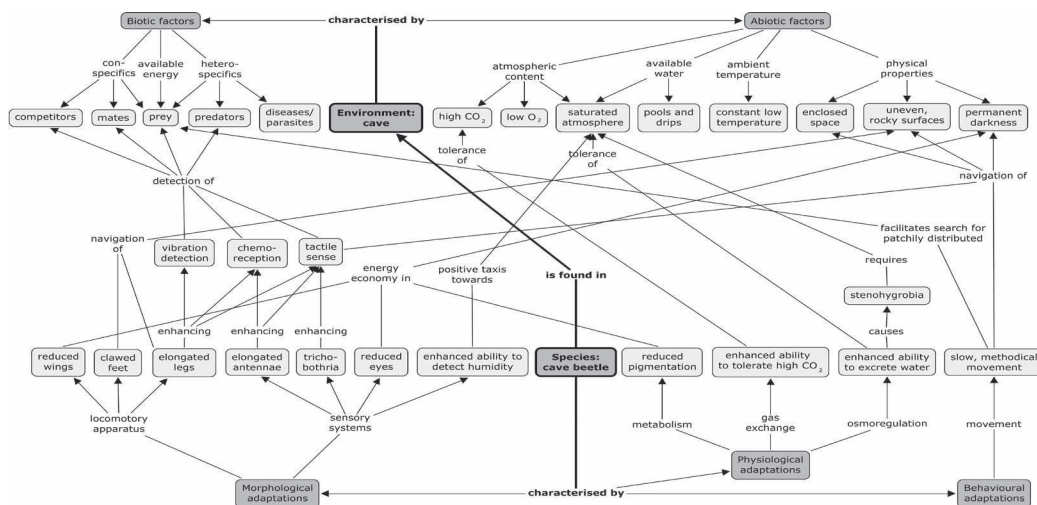 Biotic factors
characterised by
Abiotic factors
con-
specifics
available
energy
hetero-
specifics
atmospheric
content
available
water
ambient
temperature
physical
properties
competitors
mates
prey
predators
diseases/
parasites
Environment:
cave
high CO₂
low O₂
saturated
atmosphere
pools and
drips
constant low
temperature
enclosed
space
uneven,
rocky surfaces
permanent
darkness
tolerance
of
tolerance
of
detection of
navigation of
navigation
of
vibration
detection
chemo-
reception
tactile
sense
energy
economy in
positive taxis
towards
is found in
facilitates search for
patchily distributed
requires
stenohygrobia
enhancing
enhancing
enhancing
causes
reduced
wings
clawed
feet
elongated
legs
elongated
antennae
tricho-
bothria
reduced
eyes
enhanced ability to
detect humidity
Species:
cave beetle
reduced
pigmentation
enhanced ability
to tolerate high CO₂
enhanced ability
to excrete water
slow, methodical
movement
locomotory
apparatus
sensory
systems
metabolism
gas
exchange
osmoregulation
movement
Physiological
adaptations
Morphological
adaptations
characterised by
Behavioural
adaptations